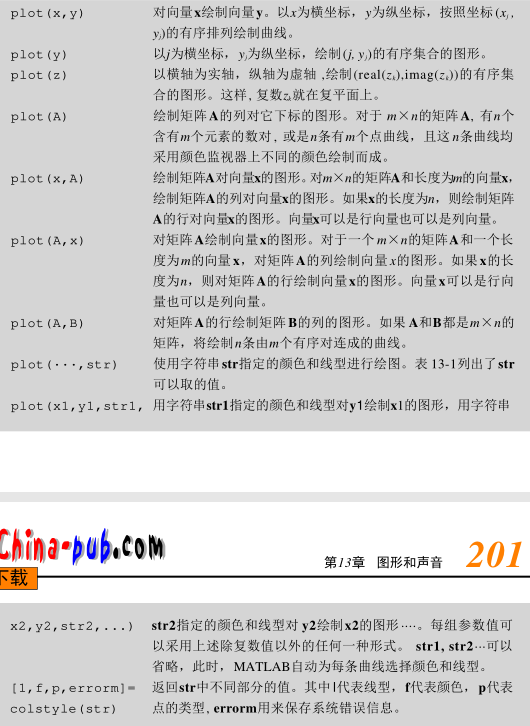 plot(x,y) 对向量x绘制向量y。以x为横坐标，y为纵坐标，按照坐标(xⱼ,
yⱼ)的有序排列绘制曲线。
plot(y) 以j为横坐标，yⱼ为纵坐标，绘制(j, yⱼ)的有序集合的图形。
plot(z) 以横轴为实轴，纵轴为虚轴 ,绘制(real(zₖ),imag(zₖ))的有序集
合的图形。这样, 复数zₖ就在复平面上。
plot(A) 绘制矩阵A的列对它下标的图形。对于 m×n的矩阵A, 有n个
含有m个元素的数对, 或是n条有m个点曲线，且这n条曲线均
采用颜色监视器上不同的颜色绘制而成。
plot(x,A) 绘制矩阵A对向量x的图形。对m×n的矩阵A和长度为m的向量x,
绘制矩阵A的列对向量x的图形。如果x的长度为n，则绘制矩阵
A的行对向量x的图形。向量x可以是行向量也可以是列向量。
plot(A,x) 对矩阵A绘制向量x的图形。对于一个m×n的矩阵A和一个长
度为m的向量x，对矩阵A的列绘制向量x的图形。如果x的长
度为n，则对矩阵A的行绘制向量x的图形。向量x可以是行向
量也可以是列向量。
plot(A,B) 对矩阵A的行绘制矩阵B的列的图形。如果A和B都是m×n的
矩阵，将绘制n条由m个有序对连成的曲线。
plot(···,str) 使用字符串str指定的颜色和线型进行绘图。表13-1列出了str
可以取的值。
plot(x1,y1,str1, 用字符串str1指定的颜色和线型对y1绘制x1的图形，用字符串
China-pub.com
下载
第13章 图形和声音 201
x2,y2,str2,...) str2指定的颜色和线型对y2绘制x2的图形····。每组参数值可
以采用上述除复数值以外的任何一种形式。 str1, str2···可以
省略，此时，MATLAB自动为每条曲线选择颜色和线型。
[l,f,p,errorm]= 返回str中不同部分的值。其中l代表线型，f代表颜色，p代表
colstyle(str) 点的类型, errorm用来保存系统错误信息。